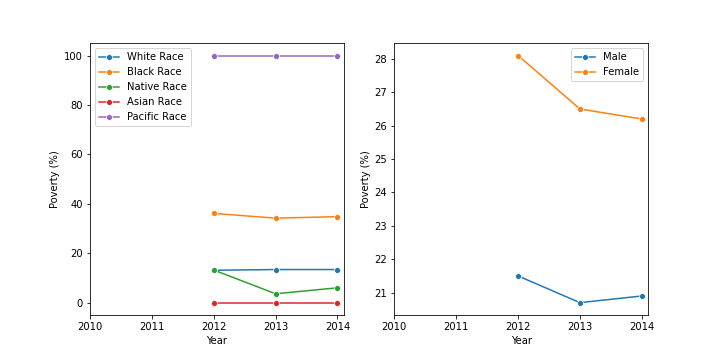 100
80
60
40
20
0
Poverty (%)
White Race
Black Race
Native Race
Asian Race
Pacific Race
2010 2011 2012 2013 2014
Year
28
27
26
25
24
23
22
21
Poverty (%)
Male
Female
2010 2011 2012 2013 2014
Year